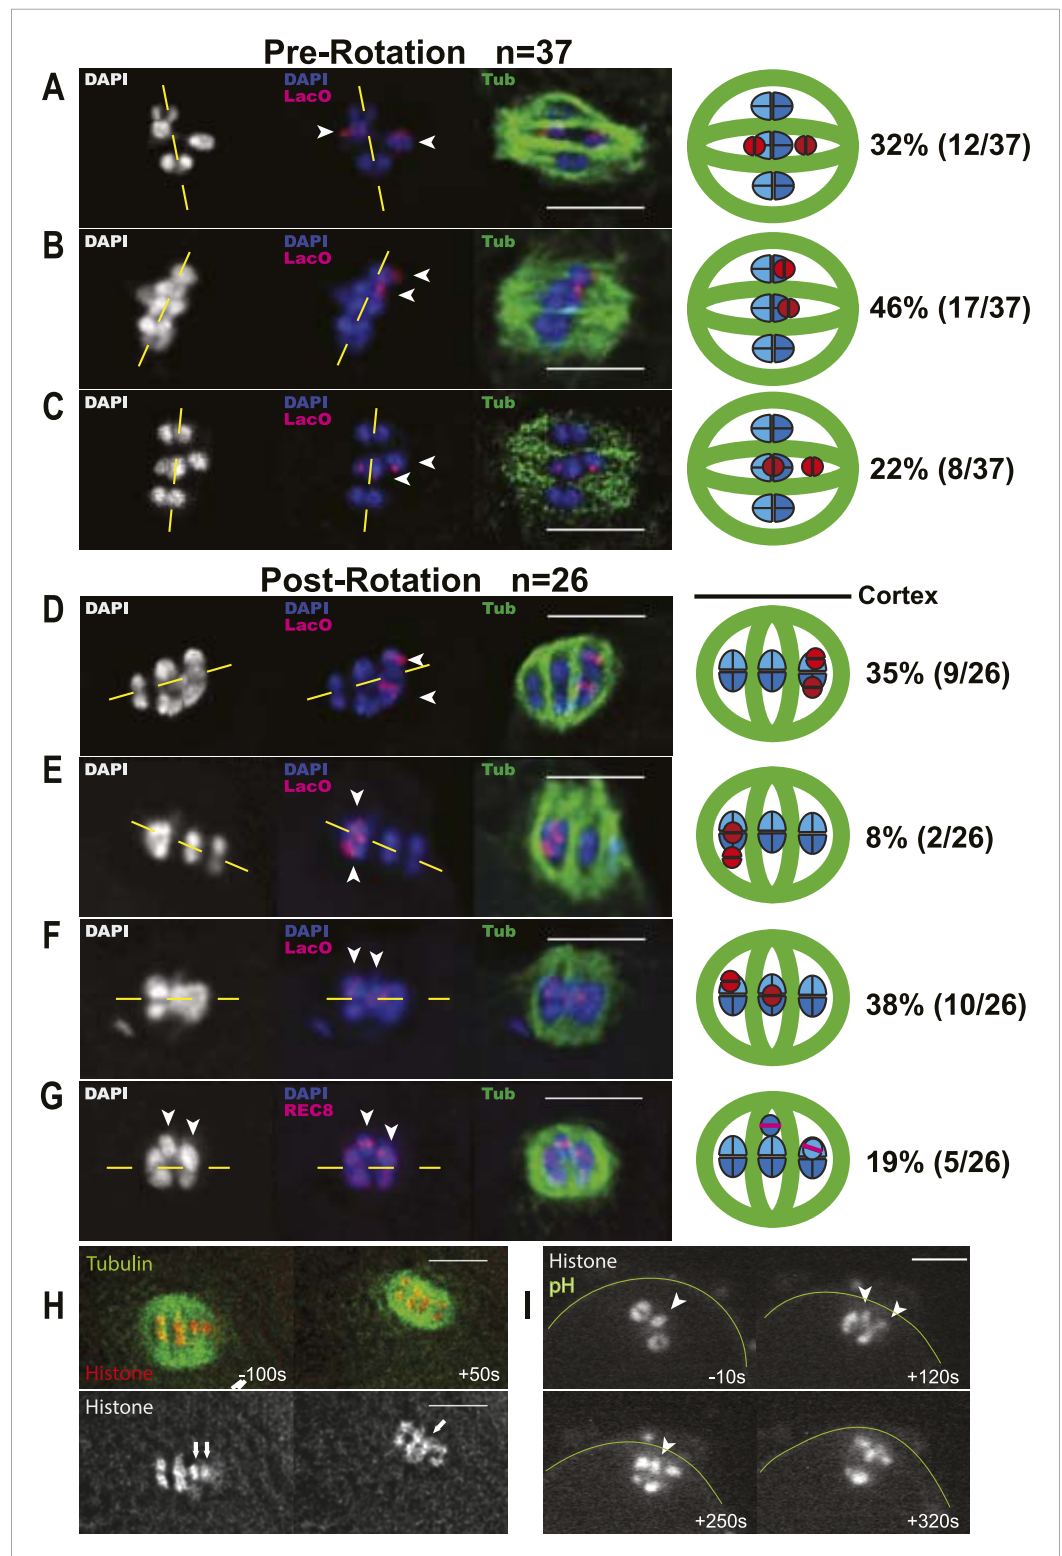 Pre-Rotation n=37
A
DAPI
DAPI
LacO
Tub
32% (12/37)
B
DAPI
DAPI
LacO
Tub
46% (17/37)
C
DAPI
DAPI
LacO
Tub
22% (8/37)
Post-Rotation n=26
Cortex
D
DAPI
DAPI
LacO
Tub
35% (9/26)
E
DAPI
DAPI
LacO
Tub
8% (2/26)
F
DAPI
DAPI
LacO
Tub
38% (10/26)
G
DAPI
DAPI
REC8
Tub
19% (5/26)
H
Tubulin
Histone
-100s
+50s
Histone
I
Histone
pH
-10s
+120s
+250s
+320s